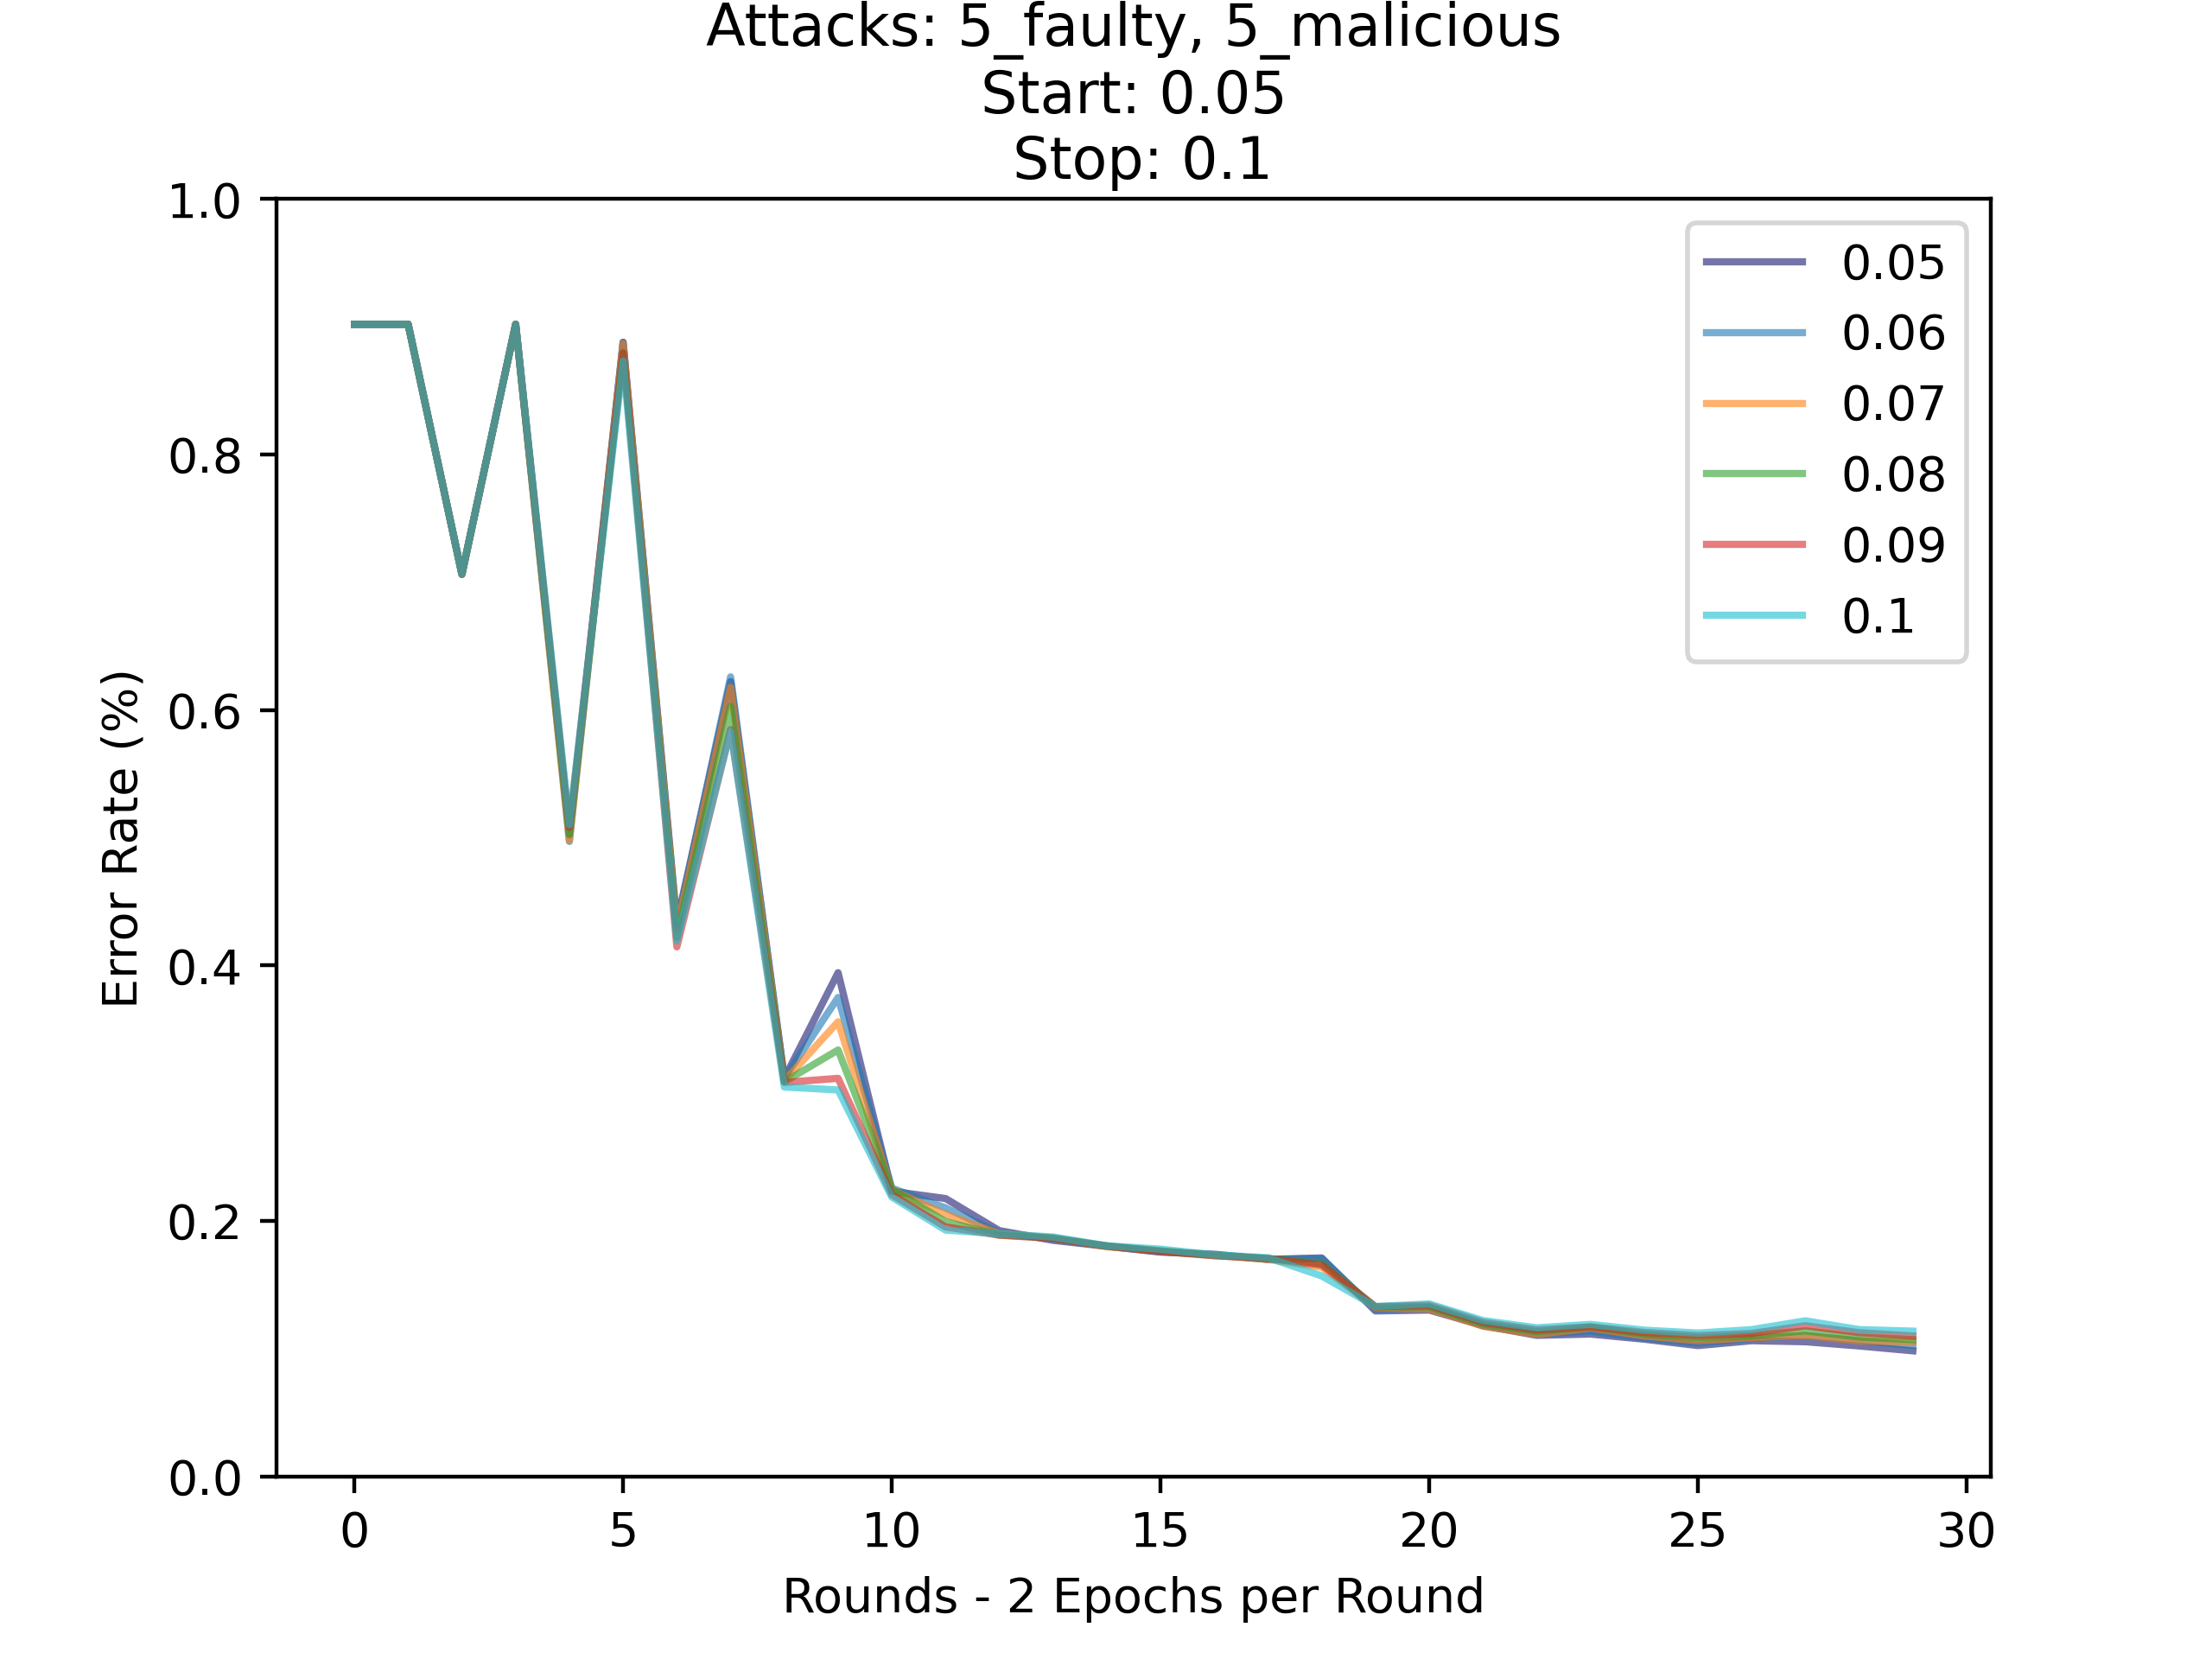 Attacks: 5_faulty, 5_malicious
Start: 0.05
Stop: 0.1
1.0
0.8
0.6
0.4
0.2
0.0
Error Rate (%)
0.05
0.06
0.07
0.08
0.09
0.1
0 5 10 15 20 25 30
Rounds - 2 Epochs per Round